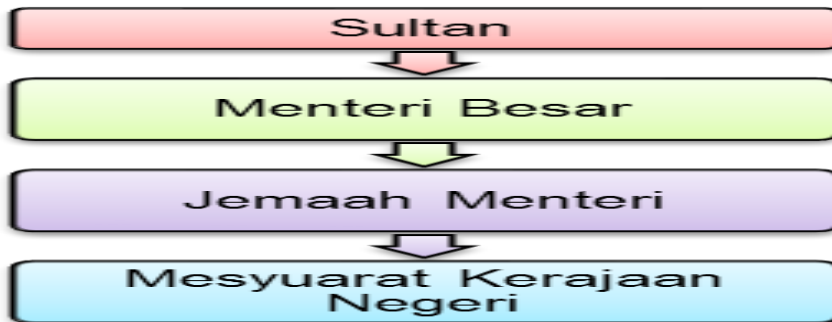 Sultan
Menteri Besar
Jemaah Menteri
Mesyuarat Kerajaan
Negeri